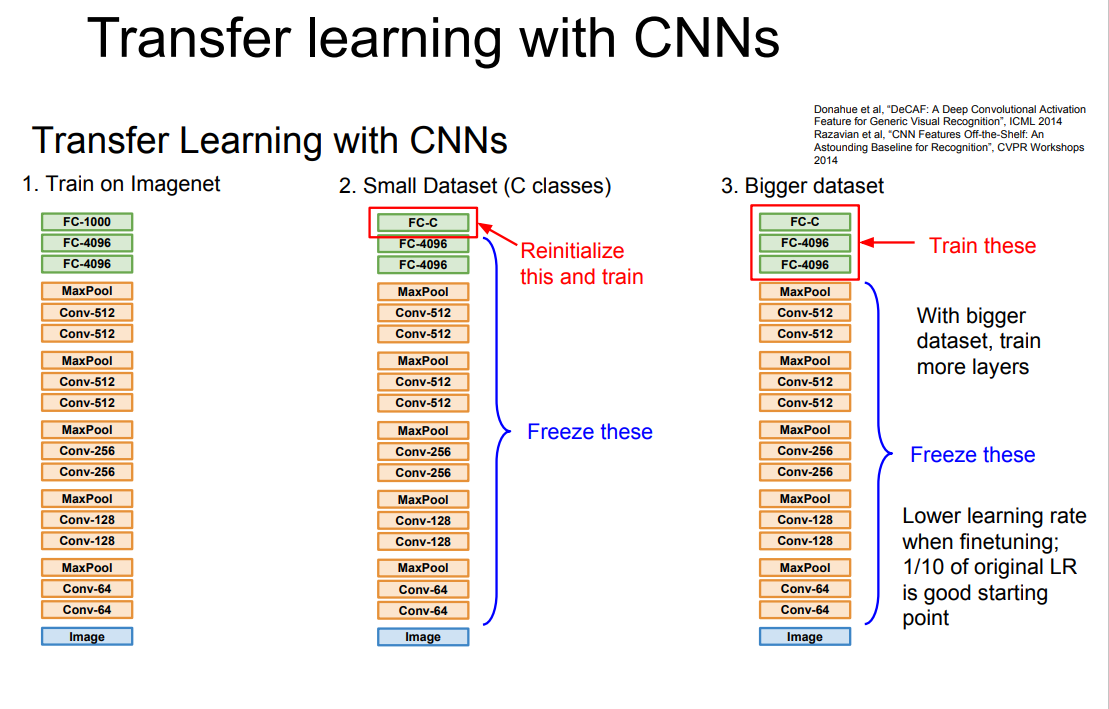 Transfer learning with CNNs
Donahue et al, “DeCAF: A Deep Convolutional Activation
Feature for Generic Visual Recognition”, ICML 2014
Razavian et al, “CNN Features Off-the-Shelf: An
Astounding Baseline for Recognition”, CVPR Workshops
2014
Transfer Learning with CNNs
1. Train on Imagenet
FC-1000
FC-4096
FC-4096
MaxPool
Conv-512
Conv-512
MaxPool
Conv-512
Conv-512
MaxPool
Conv-256
Conv-256
MaxPool
Conv-128
Conv-128
MaxPool
Conv-64
Conv-64
Image
2. Small Dataset (C classes)
FC-C
FC-4096
FC-4096
MaxPool
Conv-512
Conv-512
MaxPool
Conv-512
Conv-512
MaxPool
Conv-256
Conv-256
MaxPool
Conv-128
Conv-128
MaxPool
Conv-64
Conv-64
Image
Reinitialize
this and train
Freeze these
3. Bigger dataset
FC-C
FC-4096
FC-4096
MaxPool
Conv-512
Conv-512
MaxPool
Conv-512
Conv-512
MaxPool
Conv-256
Conv-256
MaxPool
Conv-128
Conv-128
MaxPool
Conv-64
Conv-64
Image
Train these
With bigger
dataset, train
more layers
Freeze these
Lower learning rate
when finetuning;
1/10 of original LR
is good starting
point